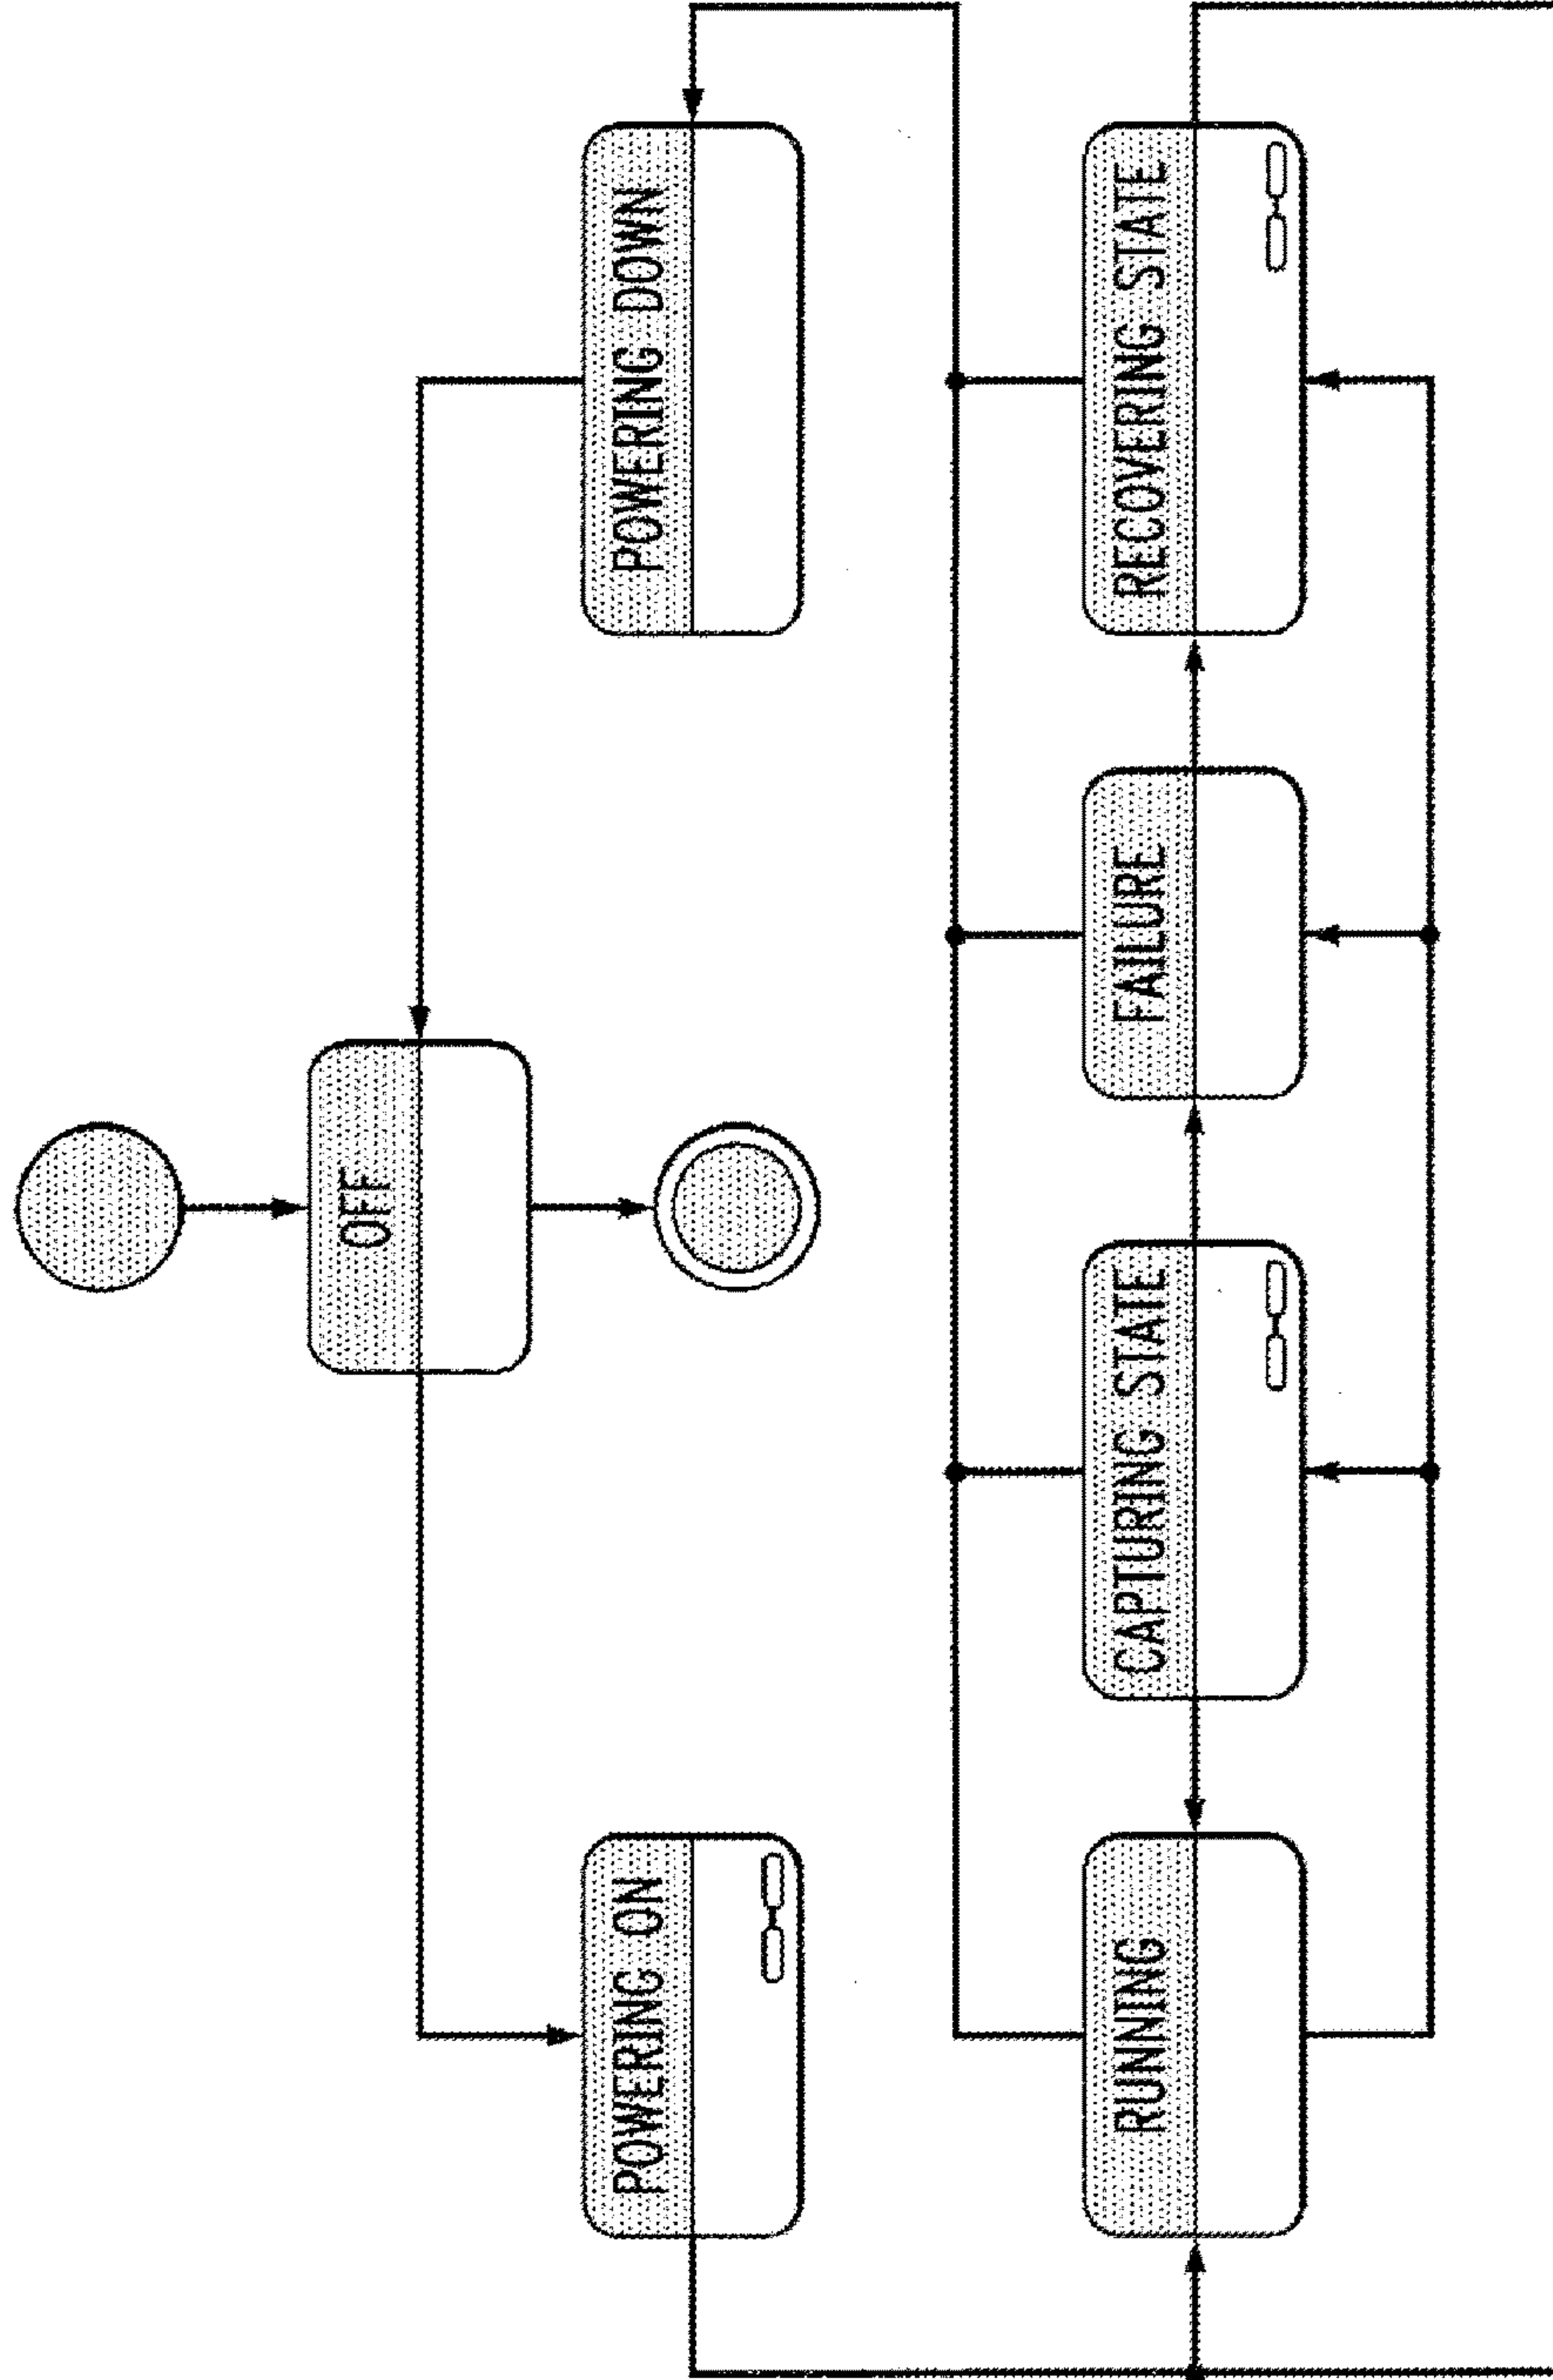 OFF
POWERING ON
POWERING DOWN
RUNNING
CAPTURING STATE
FAILURE
RECOVERING STATE